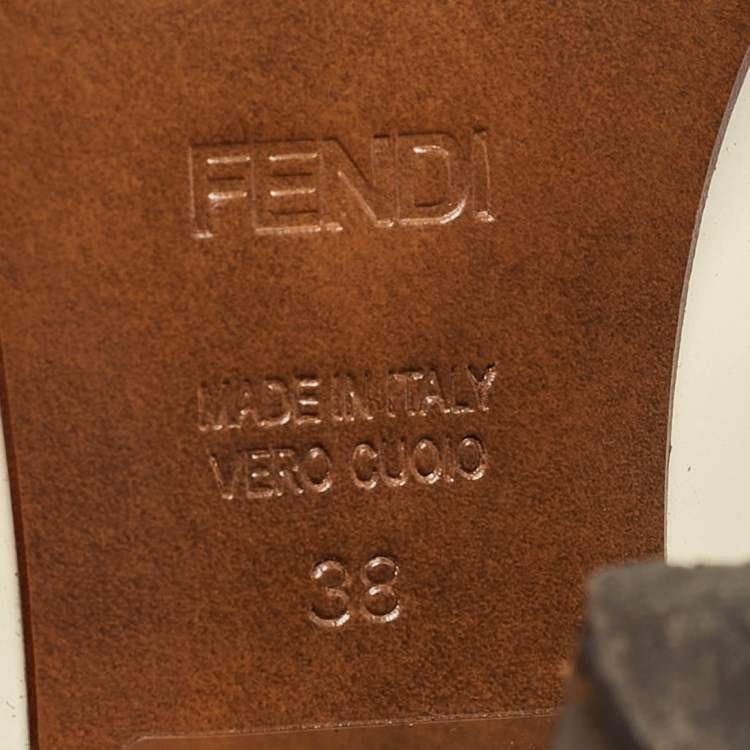 FENDI
MADE IN ITALY
VERO CUOIO
38